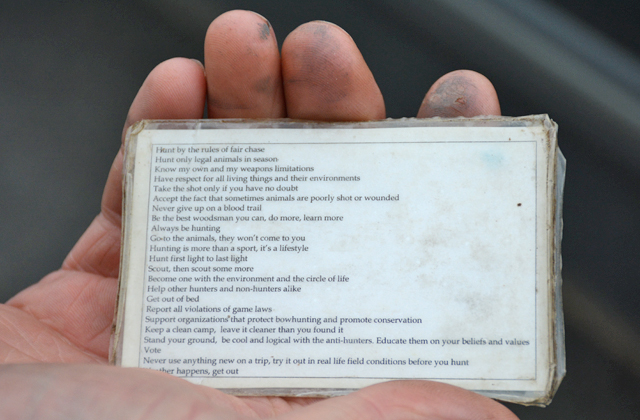 Hunt by the rules of fair chase
Hunt only legal animals in season
Know my own and my weapons limitations
Have respect for all living things and their environments
Take the shot only if you have no doubt
Accept the fact that sometimes animals are poorly shot or wounded
Never give up on a blood trail
Be the best woodsman you can, do more, learn more
Always be hunting
Go to the animals, they won't come to you
Hunting is more than a sport, it's a lifestyle
Hunt first light to last light
Scout, then scout some more
Become one with the environment and the circle of life
Help other hunters and non-hunters alike
Get out of bed
Report all violations of game laws
Support organizations that protect bowhunting and promote conservation
Keep a clean camp, leave it cleaner than you found it
Stand your ground, be cool and logical with the anti-hunters. Educate them on your beliefs and values
Vote
Never use anything new on a trip, try it out in real life field conditions before you hunt
happens, get out